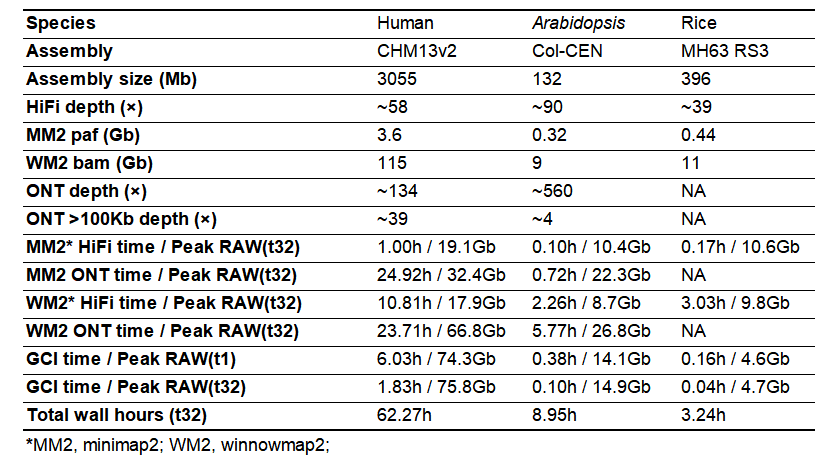 Species Human Arabidopsis Rice
Assembly CHM13v2 Col-CEN MH63 RS3
Assembly size (Mb) 3055 132 396
HiFi depth (×) ~58 ~90 ~39
MM2 paf (Gb) 3.6 0.32 0.44
WM2 bam (Gb) 115 9 11
ONT depth (×) ~134 ~560 NA
ONT >100Kb depth (×) ~39 ~4 NA
MM2* HiFi time / Peak RAW(t32) 1.00h / 19.1Gb 0.10h / 10.4Gb 0.17h / 10.6Gb
MM2 ONT time / Peak RAW(t32) 24.92h / 32.4Gb 0.72h / 22.3Gb NA
WM2* HiFi time / Peak RAW(t32) 10.81h / 17.9Gb 2.26h / 8.7Gb 3.03h / 9.8Gb
WM2 ONT time / Peak RAW(t32) 23.71h / 66.8Gb 5.77h / 26.8Gb NA
GCI time / Peak RAW(t1) 6.03h / 74.3Gb 0.38h / 14.1Gb 0.16h / 4.6Gb
GCI time / Peak RAW(t32) 1.83h / 75.8Gb 0.10h / 14.9Gb 0.04h / 4.7Gb
Total wall hours (t32) 62.27h 8.95h 3.24h
*MM2, minimap2; WM2, winnowmap2;